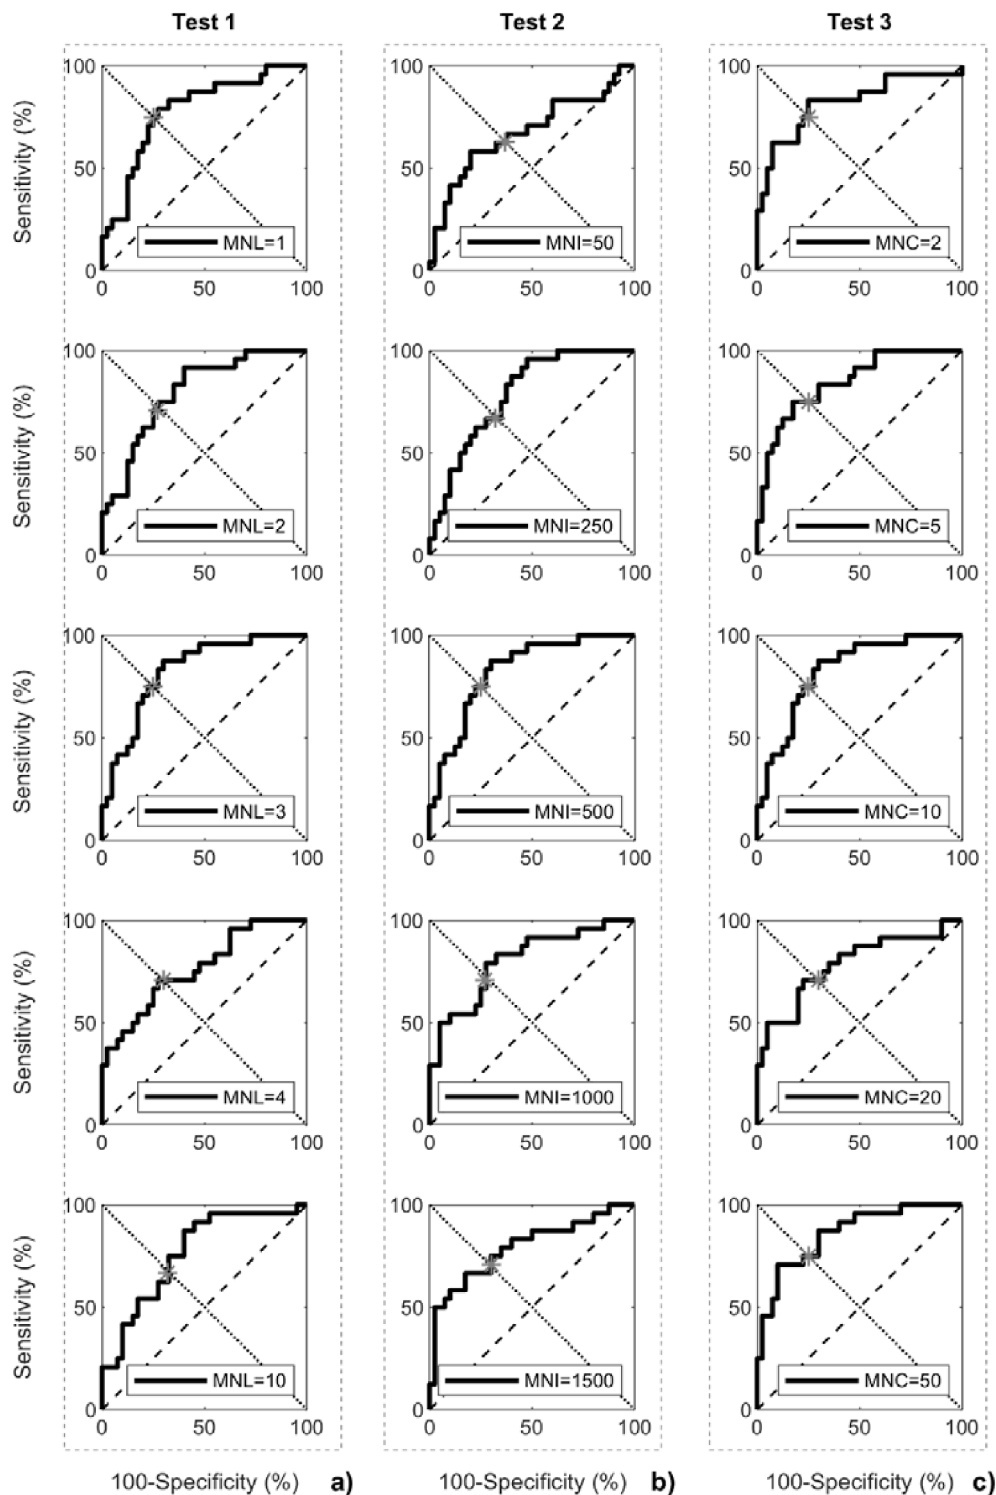 Test 1 Test 2 Test 3
Sensitivity (%)
100 100 100
50 50 50
MNL=1 MNI=50 MNC=2
0 0 0
0 50 100 0 50 100 0 50 100
Sensitivity (%)
100 100 100
50 50 50
MNL=2 MNI=250 MNC=5
0 0 0
0 50 100 0 50 100 0 50 100
Sensitivity (%)
100 100 100
50 50 50
MNL=3 MNI=500 MNC=10
0 0 0
0 50 100 0 50 100 0 50 100
Sensitivity (%)
100 100 100
50 50 50
MNL=4 MNI=1000 MNC=20
0 0 0
0 50 100 0 50 100 0 50 100
Sensitivity (%)
100 100 100
50 50 50
MNL=10 MNI=1500 MNC=50
0 0 0
0 50 100 0 50 100 0 50 100
100-Specificity (%) a) 100-Specificity (%) b) 100-Specificity (%) c)